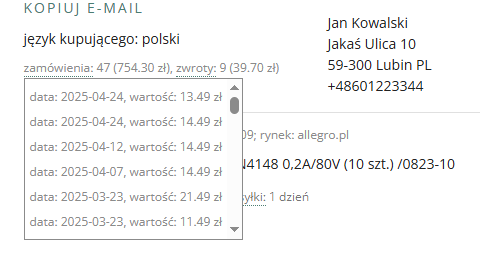 KOPIUJ E-MAIL
język kupującego: polski
zamówienia: 47 (754.30 zł), zwroty: 9 (39.70 zł)
data: 2025-04-24, wartość: 13.49 zł
data: 2025-04-24, wartość: 14.49 zł
data: 2025-04-12, wartość: 14.49 zł
data: 2025-04-07, wartość: 14.49 zł
data: 2025-03-23, wartość: 21.49 zł
data: 2025-03-23, wartość: 11.49 zł
Jan Kowalski
Jakaś Ulica 10
59-300 Lubin PL
+48601223344
09; rynek: allegro.pl
4148 0,2A/80V (10 szt.) /0823-10
yłki: 1 dzień